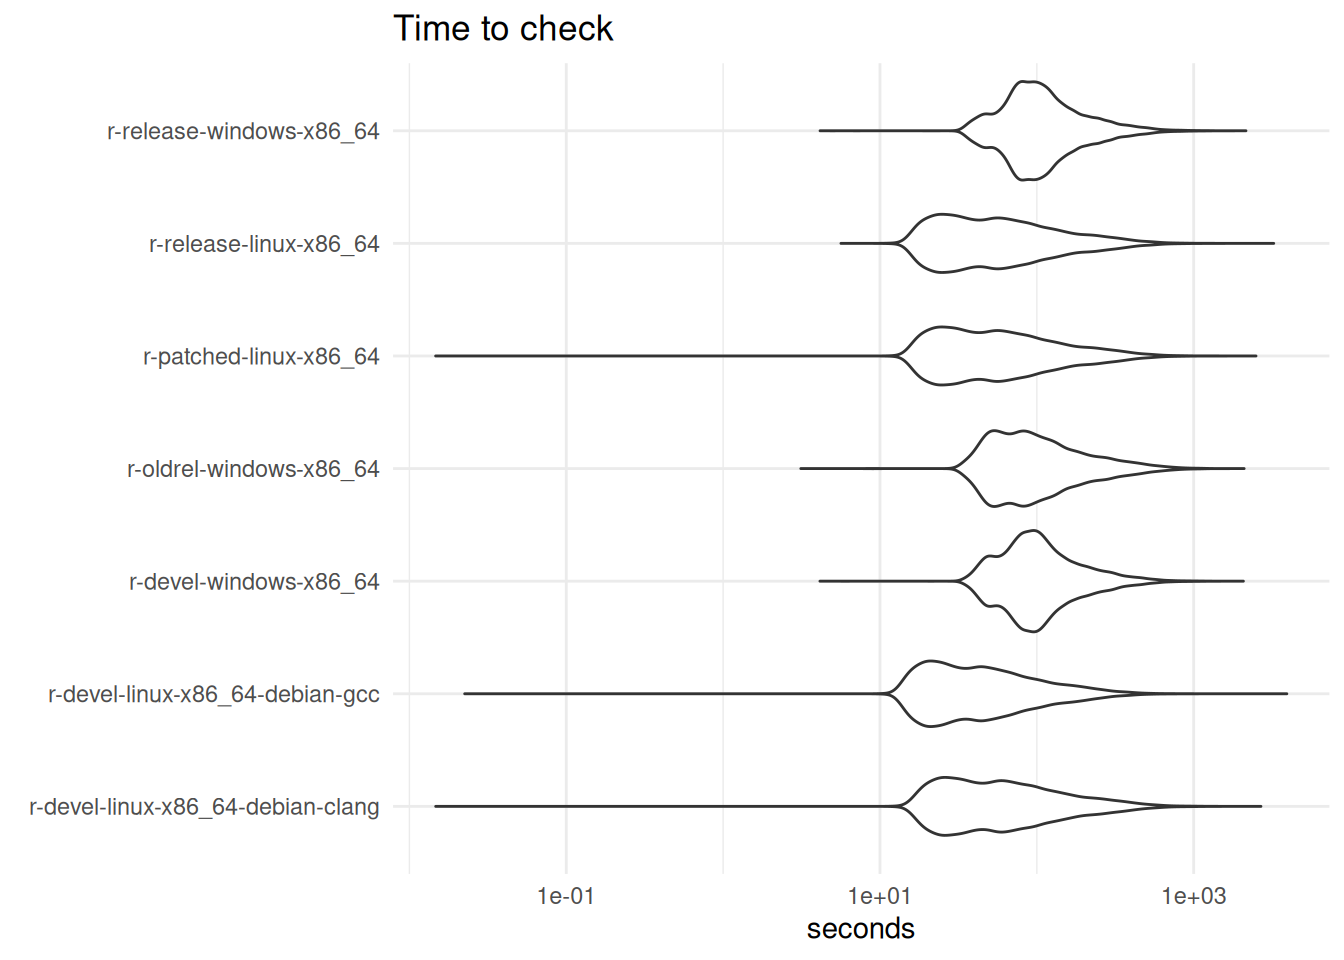 Time to check
r-release-windows-x86_64
r-release-linux-x86_64
r-patched-linux-x86_64
r-oldrel-windows-x86_64
r-devel-windows-x86_64
r-devel-linux-x86_64-debian-gcc
r-devel-linux-x86_64-debian-clang
1e-01 1e+01 1e+03
seconds